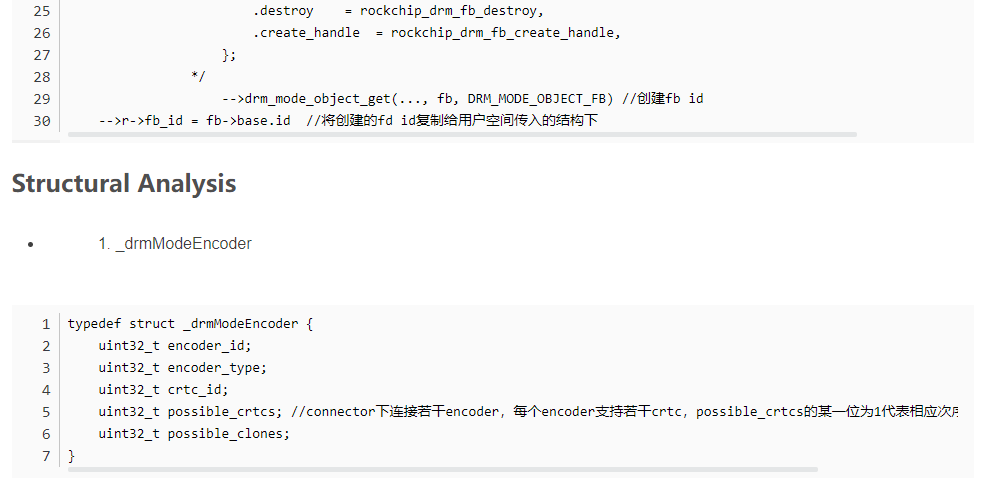 25 .destroy    = rockchip_drm_fb_destroy,
26 .create_handle  = rockchip_drm_fb_create_handle,
27 };
28 */
29 -->drm_mode_object_get(..., fb, DRM_MODE_OBJECT_FB) //创建fb id
30 -->r->fb_id = fb->base.id  //将创建的fd id复制给用户空间传入的结构下
Structural Analysis
• 1. _drmModeEncoder
1 typedef struct _drmModeEncoder {
2 uint32_t encoder_id;
3 uint32_t encoder_type;
4 uint32_t crtc_id;
5 uint32_t possible_crtcs; //connector下连接若干encoder，每个encoder支持若干crtc，possible_crtcs的某一位为1代表相应次
6 uint32_t possible_clones;
7 }